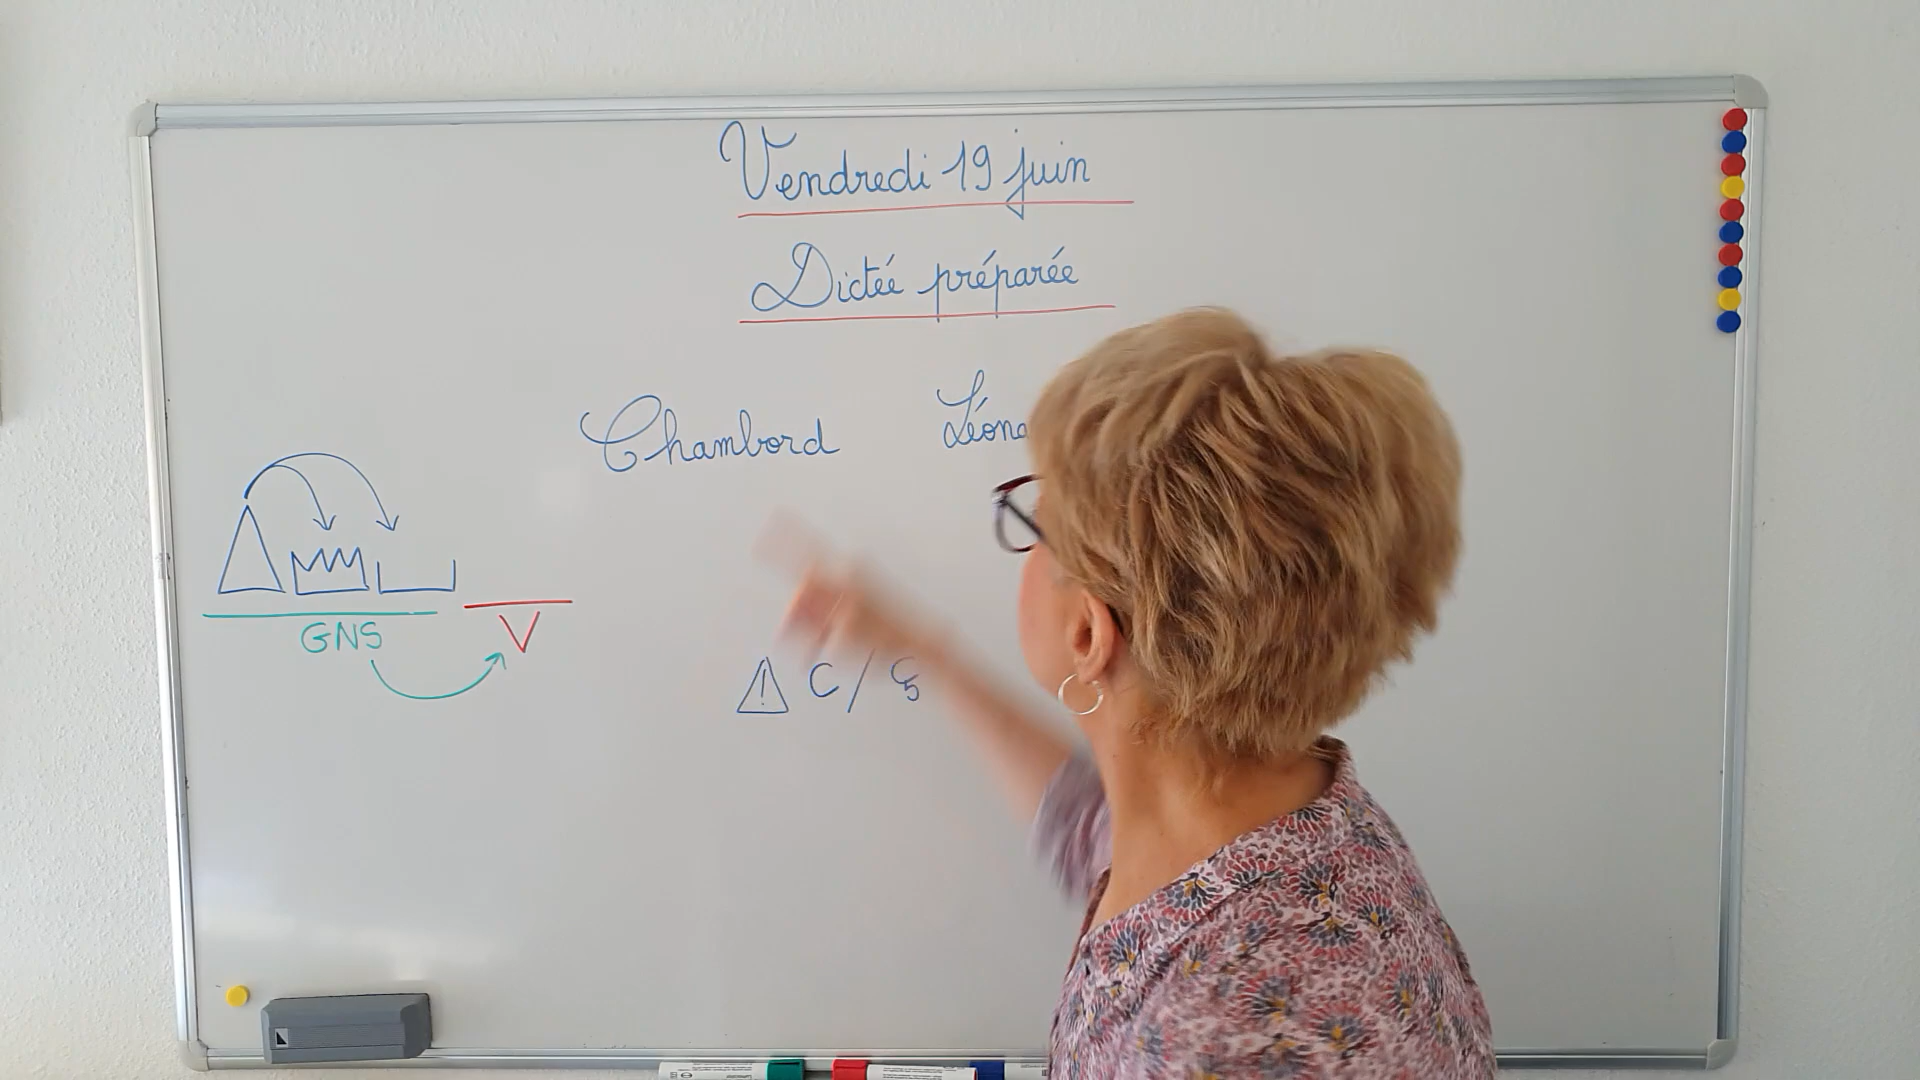 Vendredi 19 juin
Dictée préparée
Chambord Léona
GNS V
! C / ç